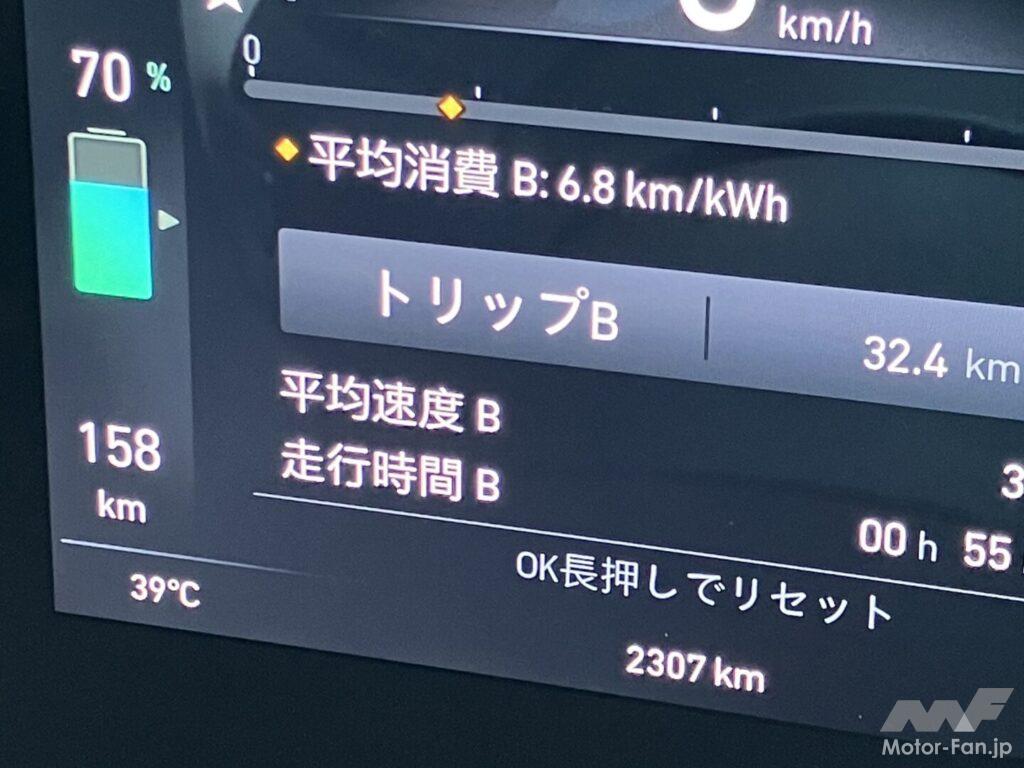 km/h
70 %
0
平均消費 B: 6.8 km/kWh
トリップB 32.4 km
平均速度 B 3
走行時間 B
00 h 55
158
km
OK長押しでリセット
39°C
2307 km
MF
Motor-Fan.jp